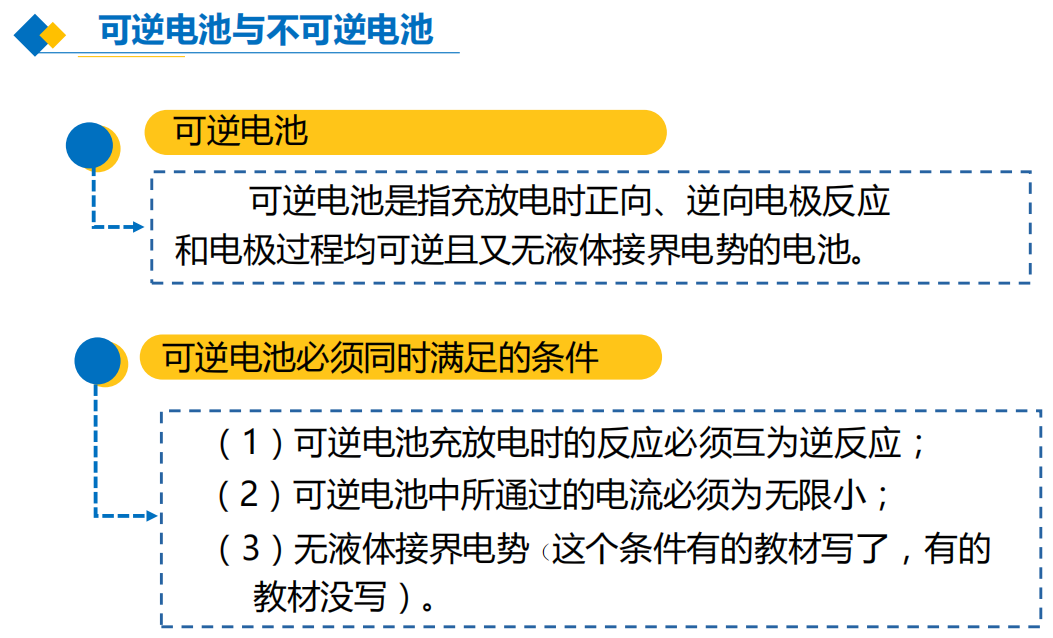 可逆电池与不可逆电池
可逆电池
可逆电池是指充放电时正向、逆向电极反应
和电极过程均可逆且又无液体接界电势的电池。
可逆电池必须同时满足的条件
（1）可逆电池充放电时的反应必须互为逆反应；
（2）可逆电池中所通过的电流必须为无限小；
（3）无液体接界电势（这个条件有的教材写了，有的
教材没写）。